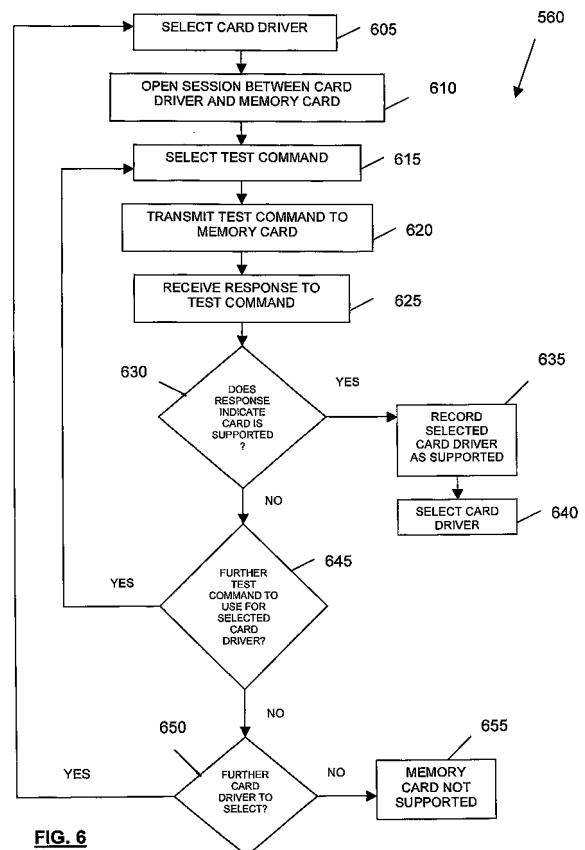 SELECT CARD DRIVER
605
560
OPEN SESSION BETWEEN CARD
DRIVER AND MEMORY CARD
610
SELECT TEST COMMAND
615
TRANSMIT TEST COMMAND TO
MEMORY CARD
620
RECEIVE RESPONSE TO
TEST COMMAND
625
630
DOES
RESPONSE
INDICATE
CARD IS
SUPPORTED
?
YES
635
RECORD
SELECTED
CARD DRIVER
AS SUPPORTED
SELECT CARD
DRIVER
640
NO
645
FURTHER
TEST
COMMAND TO
USE FOR
SELECTED
CARD
DRIVER?
YES
NO
650
FURTHER
CARD
DRIVER TO
SELECT?
YES
NO
655
MEMORY
CARD NOT
SUPPORTED
FIG. 6